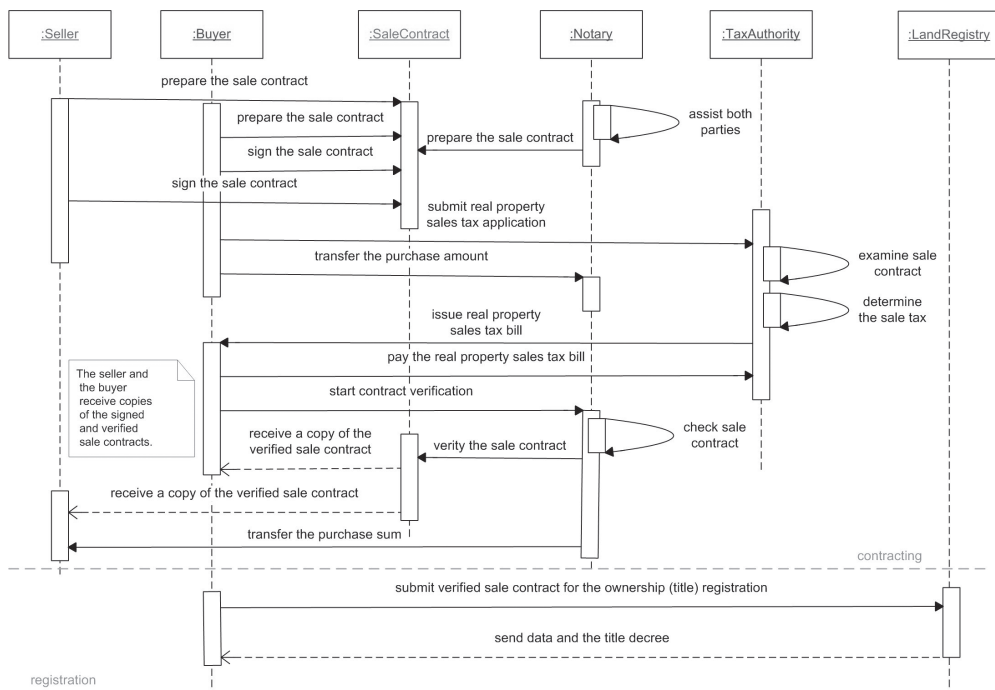 :Seller
:Buyer
:SaleContract
:Notary
:TaxAuthority
:LandRegistry
prepare the sale contract
prepare the sale contract
assist both
parties
prepare the sale contract
sign the sale contract
sign the sale contract
submit real property
sales tax application
transfer the purchase amount
examine sale
contract
determine
the sale tax
issue real property
sales tax bill
pay the real property sales tax bill
The seller and
the buyer
receive copies
of the signed
and verified
sale contracts.
start contract verification
check sale
contract
receive a copy of the
verified sale contract
verity the sale contract
receive a copy of the verified sale contract
transfer the purchase sum
contracting
submit verified sale contract for the ownership (title) registration
send data and the title decree
registration